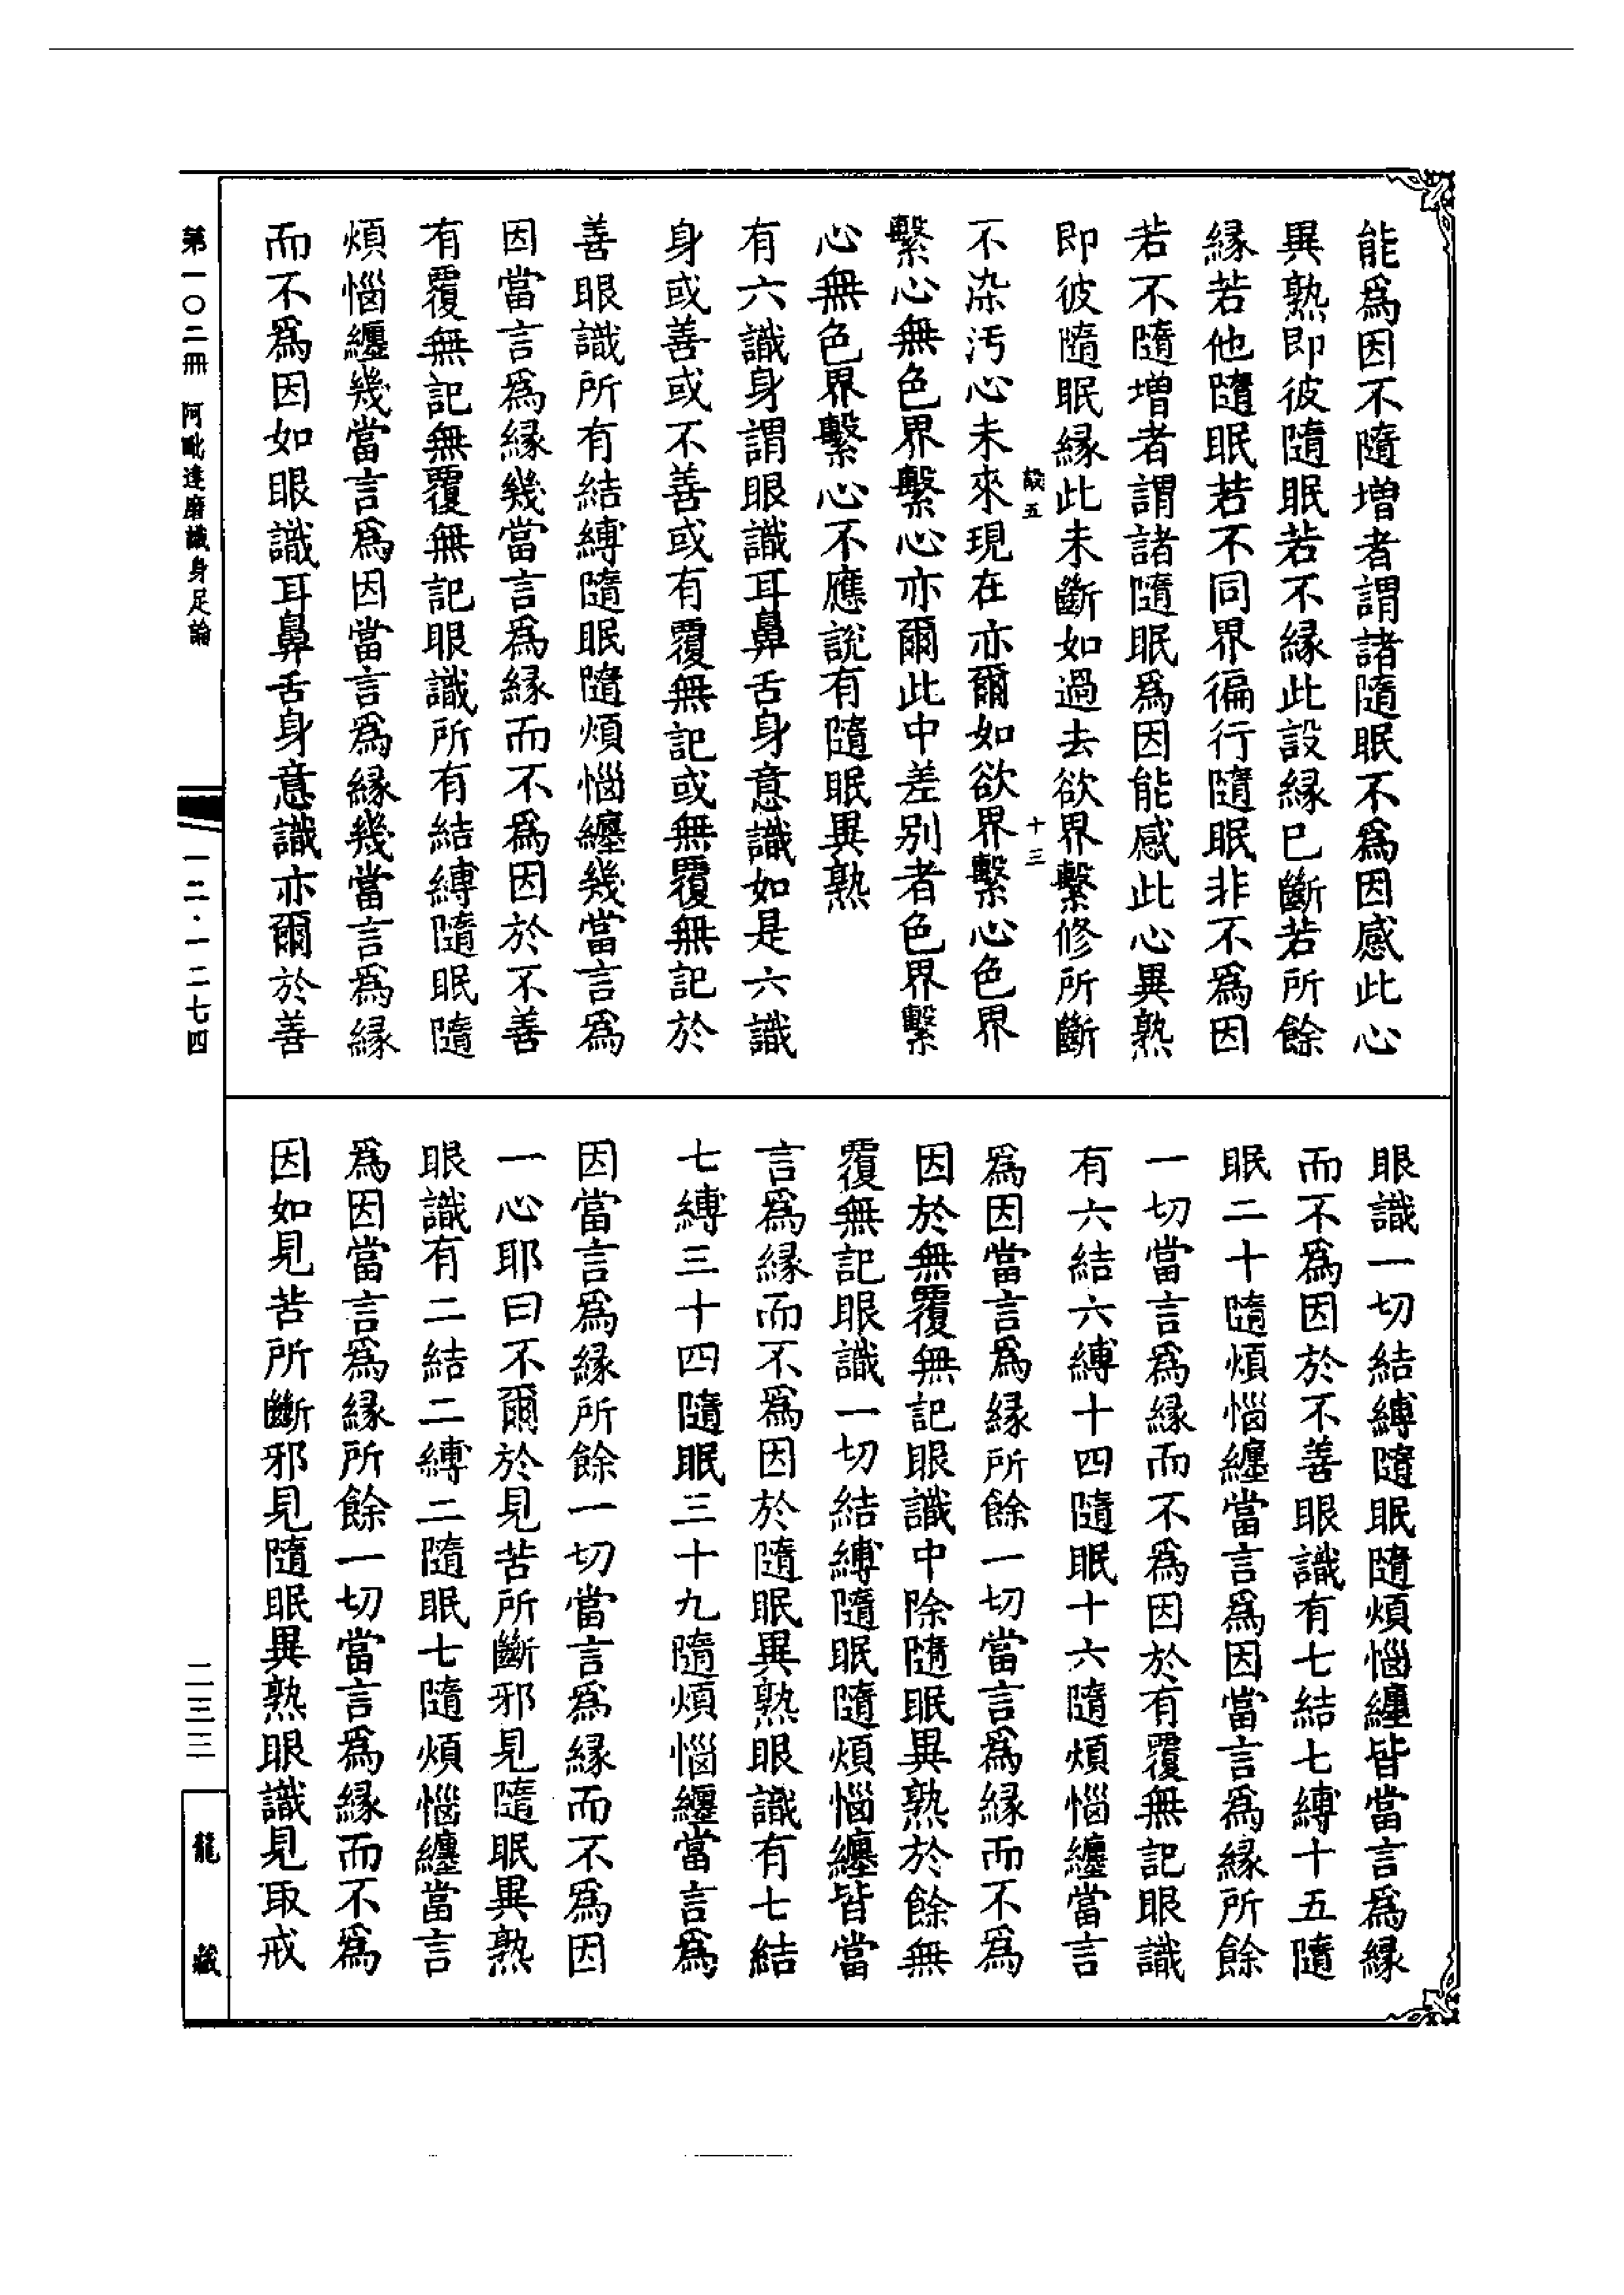 能爲因不隨增者謂諸隨眠不爲因感此心
異熟即彼隨眠若不緣此設緣已斷若所餘
緣若他隨眠若不同界徧行隨眠非不爲因
若不隨增者謂諸隨眠爲因能感此心異熟
即彼隨眠緣此未斷如過去欲界繫修所斷
設五
十三
不染汚心未來現在亦爾如欲界繫心色界
繫心無色界繫心亦爾此中差別者色界繫
心無色界繫心不應說有隨眠異熟
有六識身謂眼識耳鼻舌身意識如是六識
身或善或不善或有覆無記或無覆無記於
善眼識所有結縛隨眠隨煩惱纏幾當言爲
因當言爲緣幾當言爲緣而不爲因於不善
有覆無記無覆無記眼識所有結縛隨眠隨
煩惱纏幾當言爲因當言爲緣幾當言爲緣
而不爲因如眼識耳鼻舌身意識亦爾於善
眼識一切結縛隨眠隨煩惱纏皆當言爲緣
而不爲因於不善眼識有七結七縛十五隨
眠二十隨煩惱纏當言爲因當言爲緣所餘
一切當言爲緣而不爲因於有覆無記眼識
有六結六縛十四隨眠十六隨煩惱纏當言
爲因當言爲緣所餘一切當言爲緣而不爲
因於無覆無記眼識中除隨眠異熟於餘無
覆無記眼識一切結縛隨眠隨煩惱纏皆當
言爲緣而不爲因於隨眠異熟眼識有七結
七縛三十四隨眠三十九隨煩惱纏當言爲
因當言爲緣所餘一切當言爲緣而不爲因
一心耶曰不爾於見苦所斷邪見隨眠異熟
眼識有二結二縛二隨眠七隨煩惱纏當言
爲因當言爲緣所餘一切當言爲緣而不爲
因如見苦所斷邪見隨眠異熟眼識見取戒
第一〇二冊 阿毗達磨識身足論
一二·一二七四
二三三
龍藏